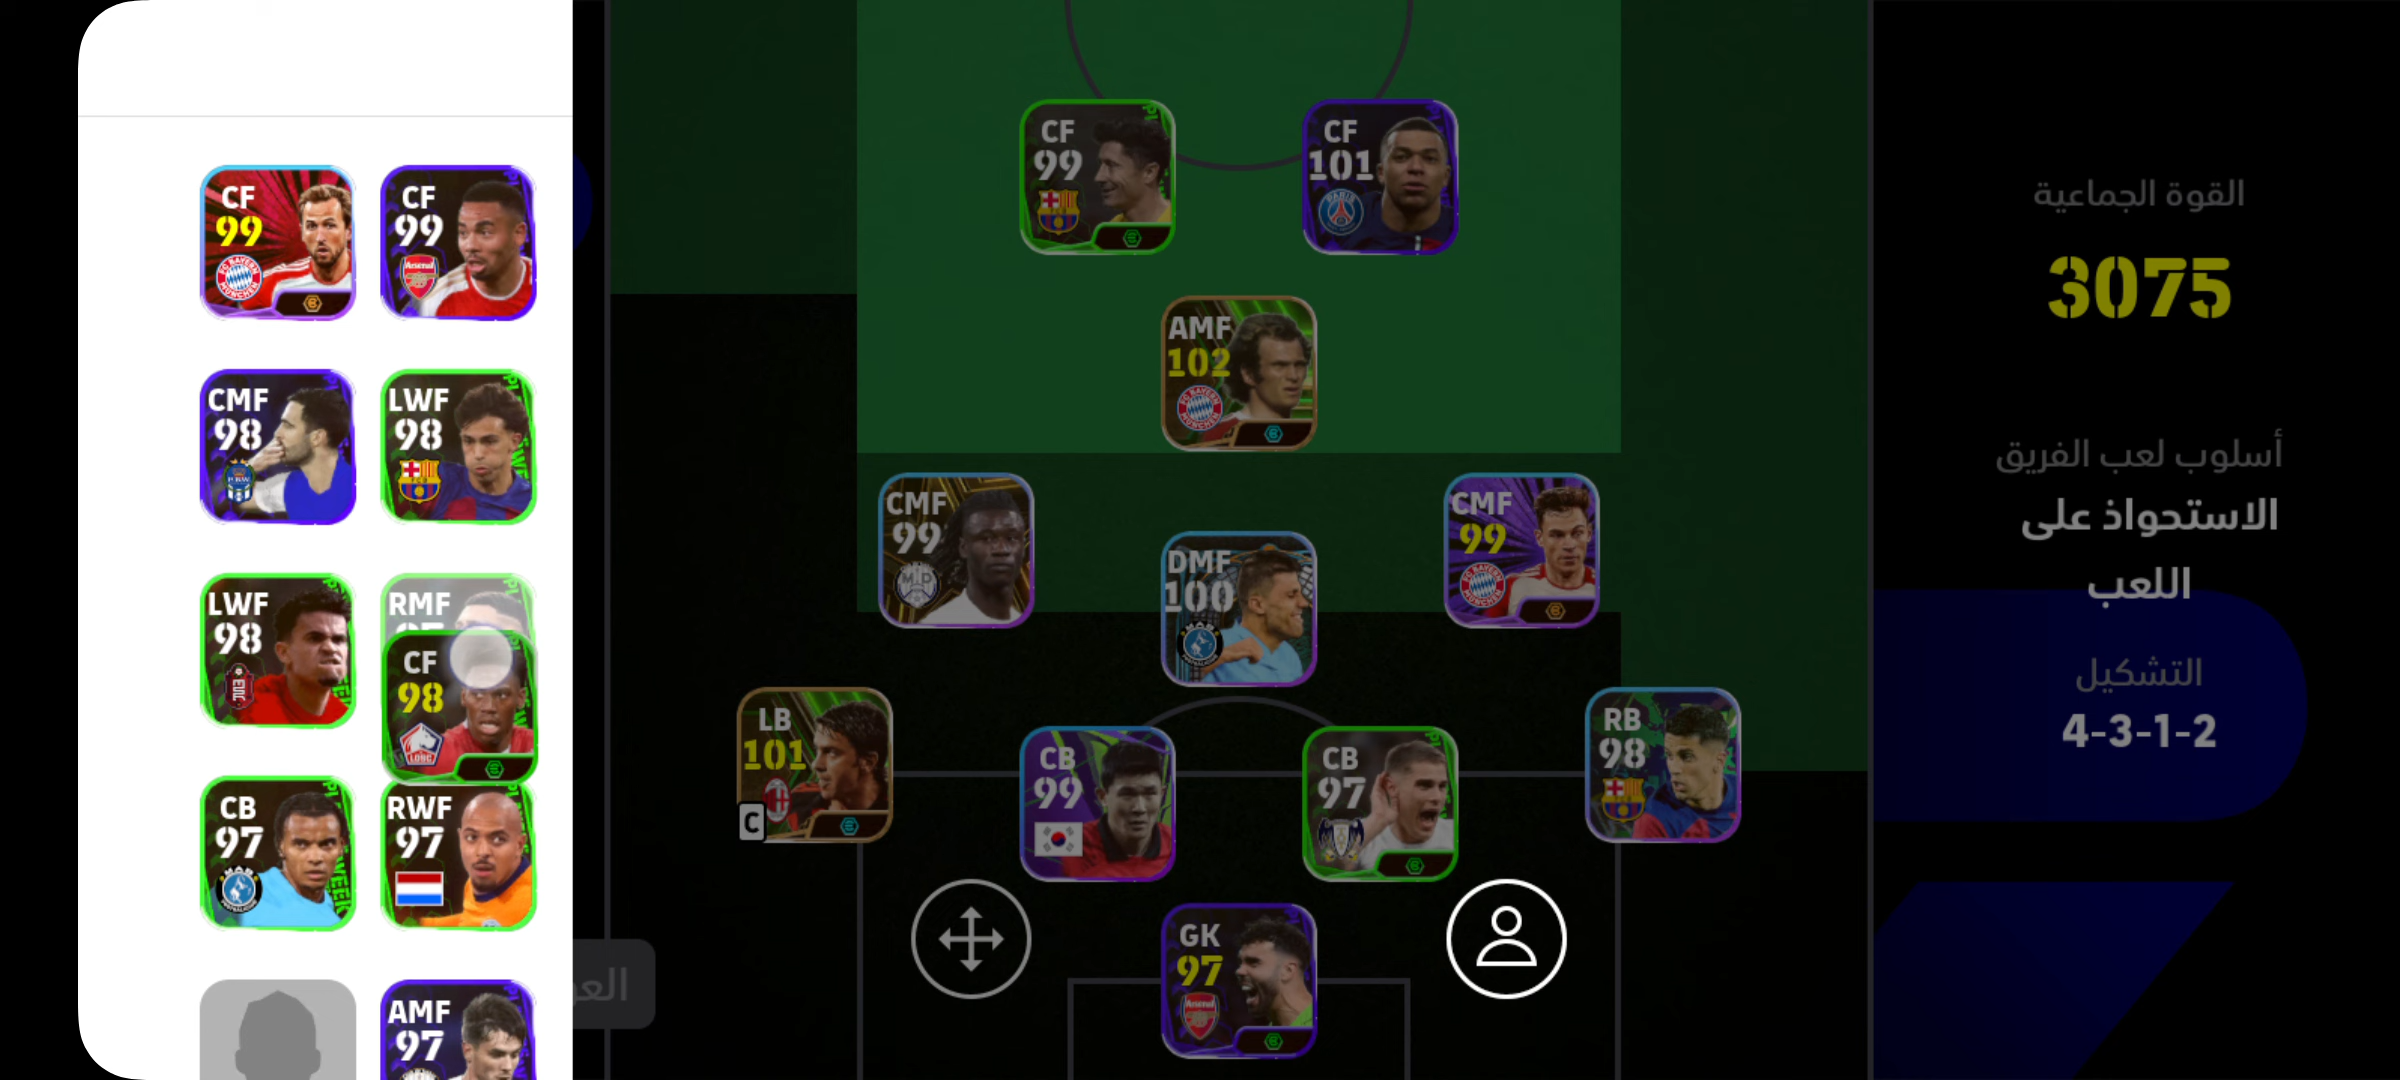 CF
99
CF
99
CMF
98
LWF
98
LWF
98
RMF
CF
98
CB
97
RWF
97
AMF
97
CF
99
CF
101
AMF
102
CMF
99
DMF
100
CMF
99
LB
101
C
CB
99
CB
97
RB
98
GK
97
القوة الجماعية
3075
أسلوب لعب الفريق
الاستحواذ على
اللعب
التشكيل
4-3-1-2